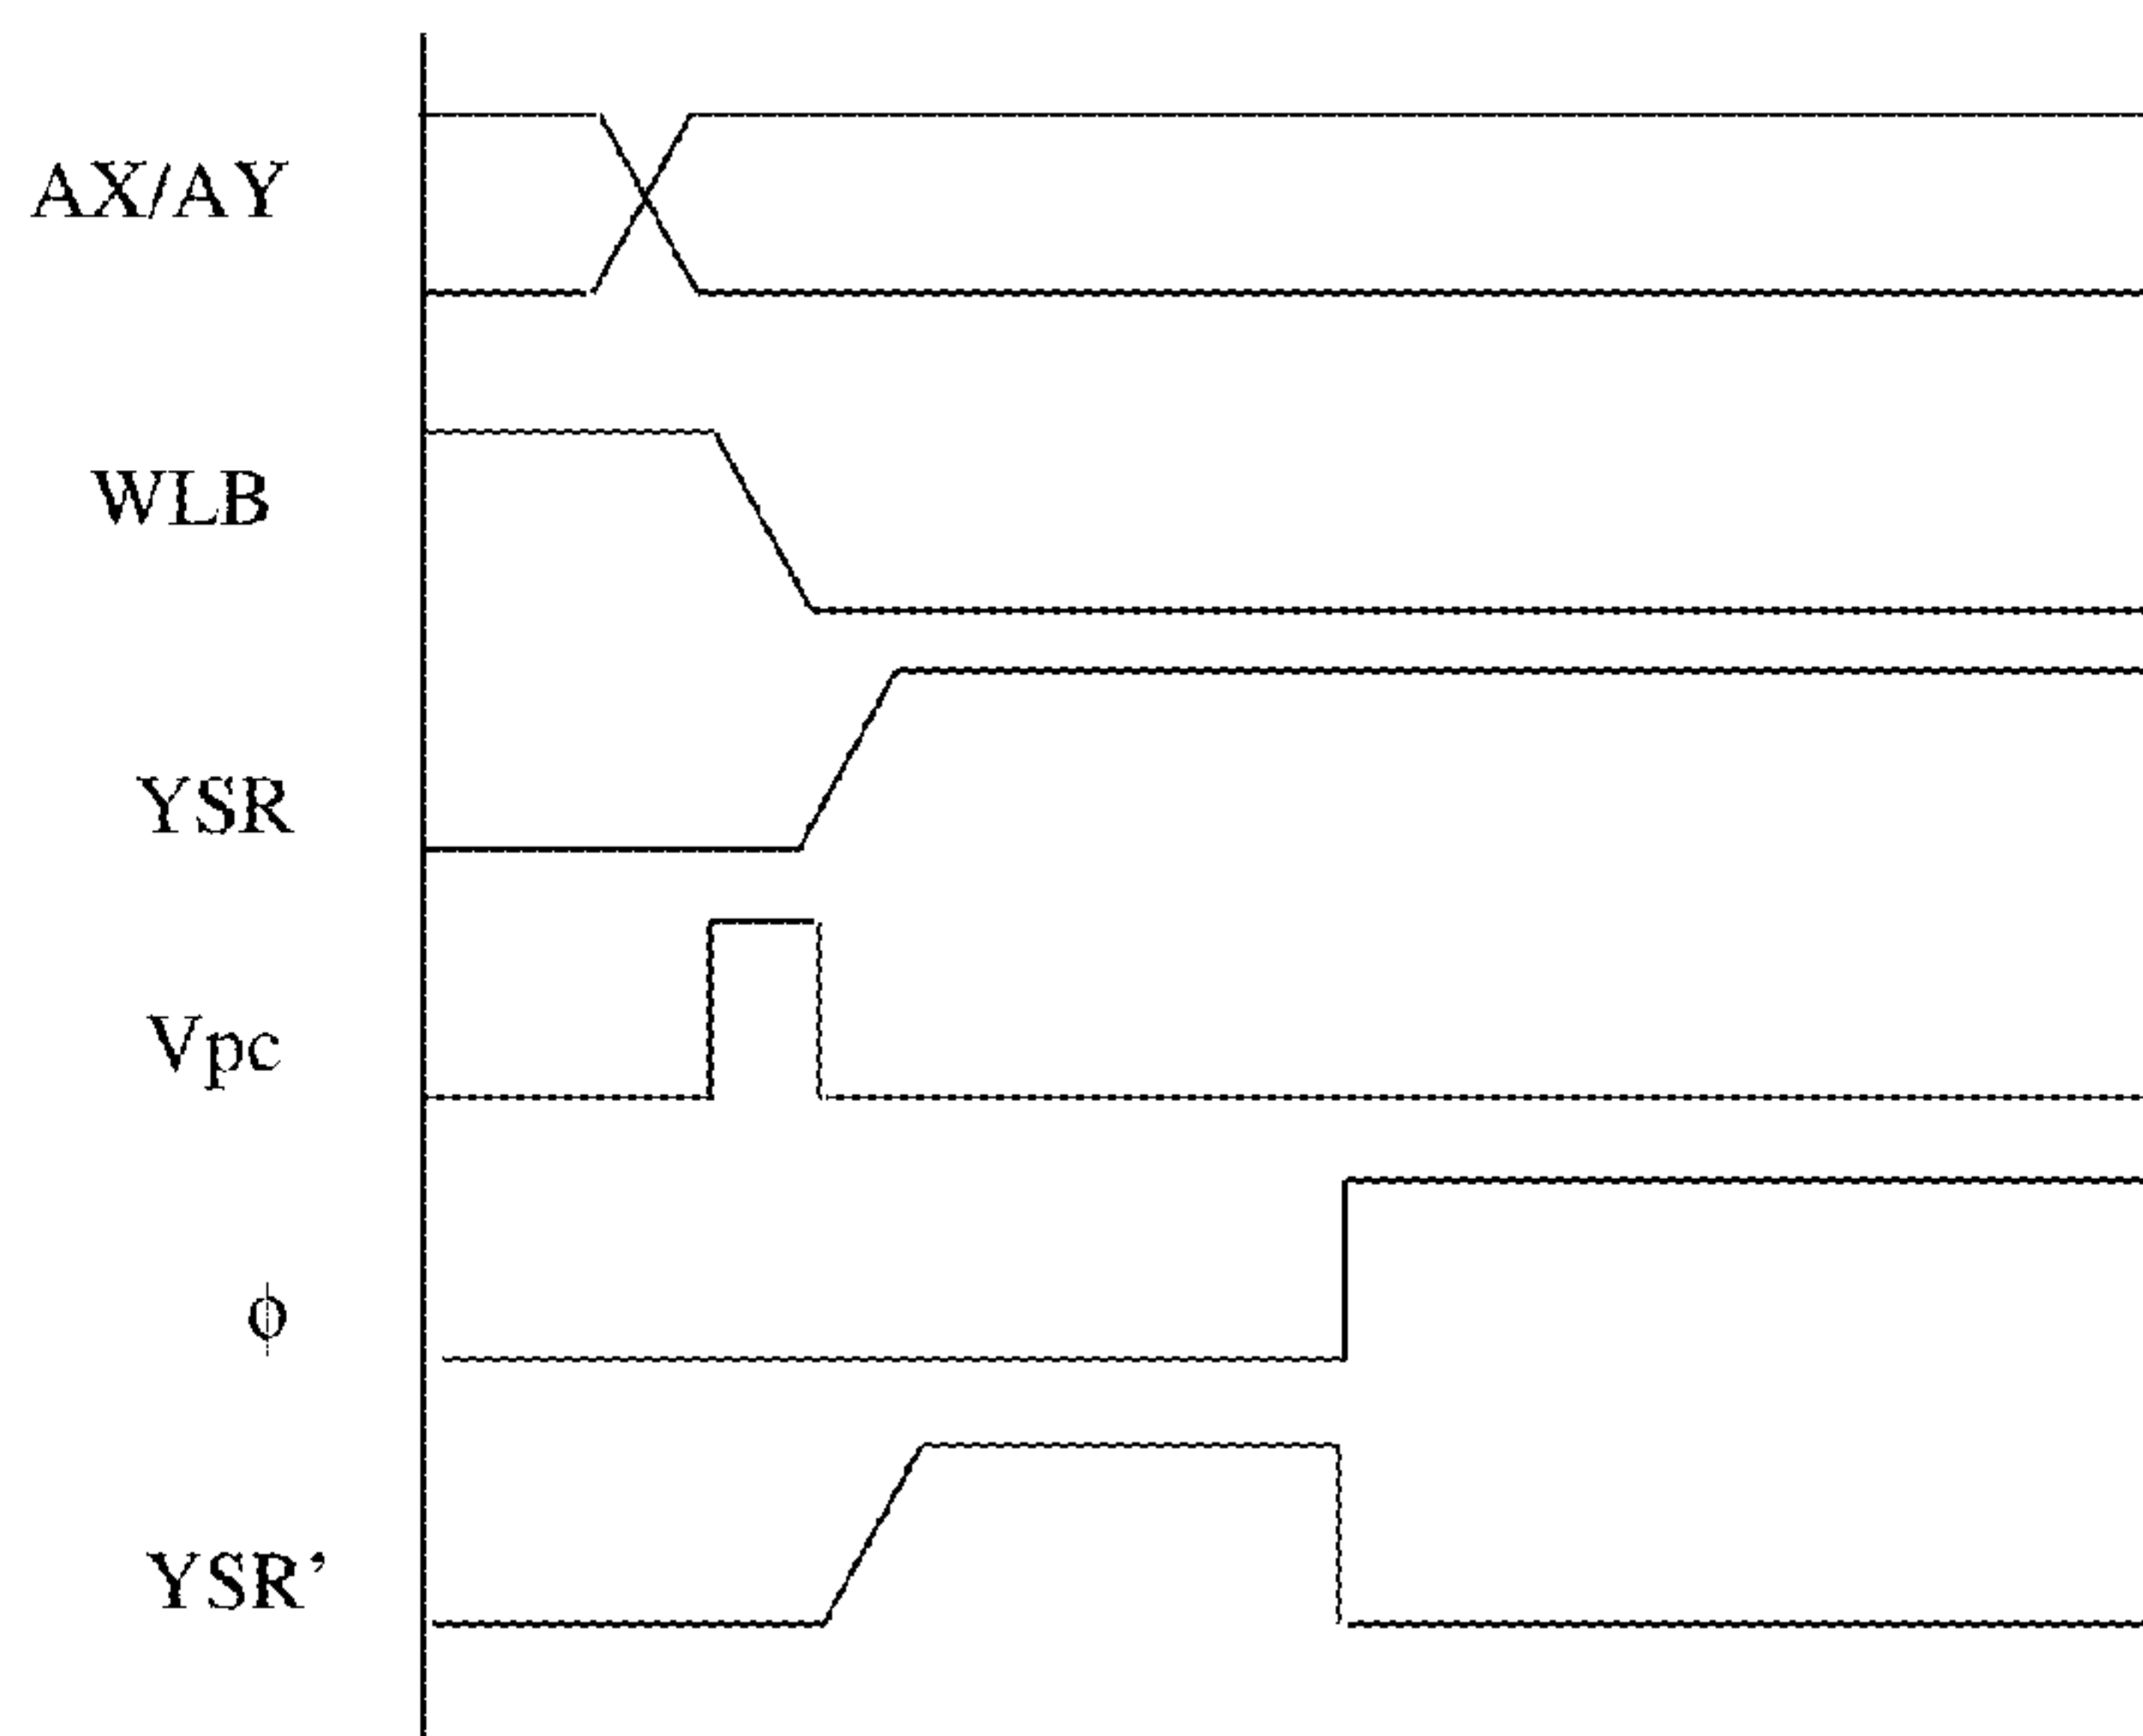 AX/AY
WLB
YSR
Vpc
ϕ
YSR’